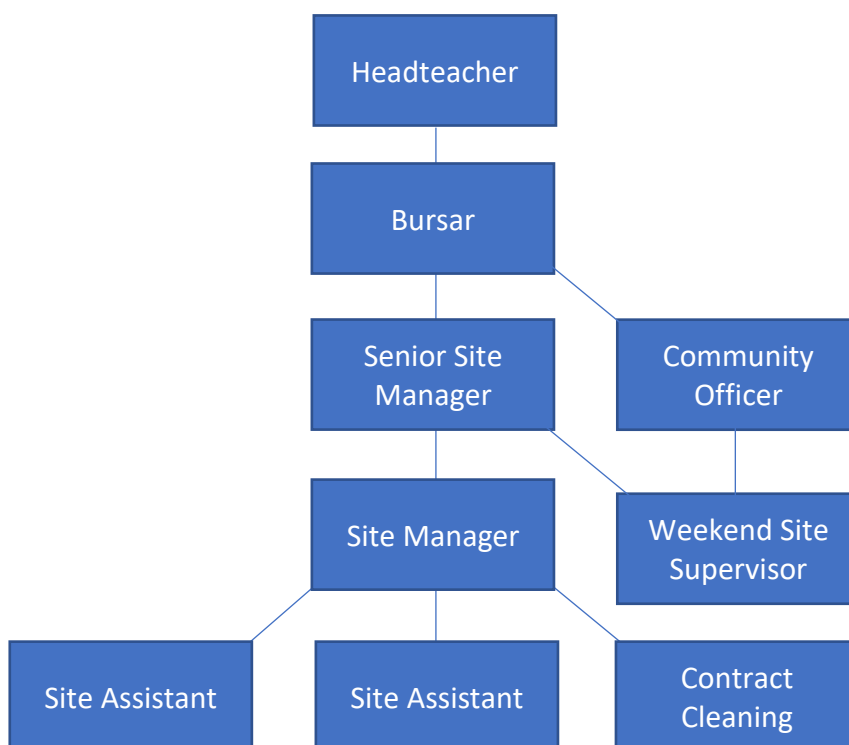 Headteacher
Bursar
Senior Site
Manager
Community
Officer
Site Manager
Weekend Site
Supervisor
Site Assistant
Site Assistant
Contract
Cleaning